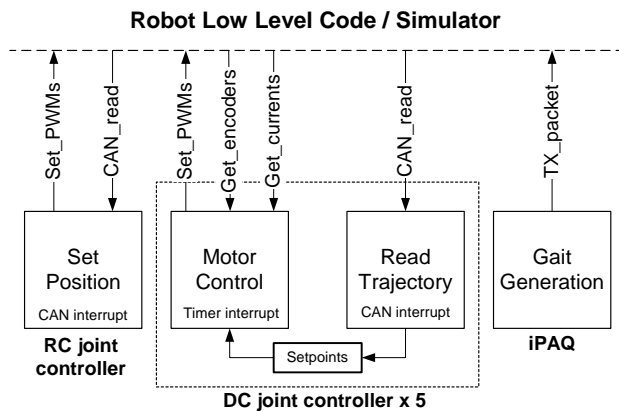 Robot Low Level Code / Simulator
Set_PWMs
CAN_read
Set_PWMs
Get_encoders
Get_currents
CAN_read
TX_packet
Set
Position
CAN interrupt
Motor
Control
Timer interrupt
Read
Trajectory
CAN interrupt
Gait
Generation
RC joint
controller
Setpoints
iPAQ
DC joint controller x 5